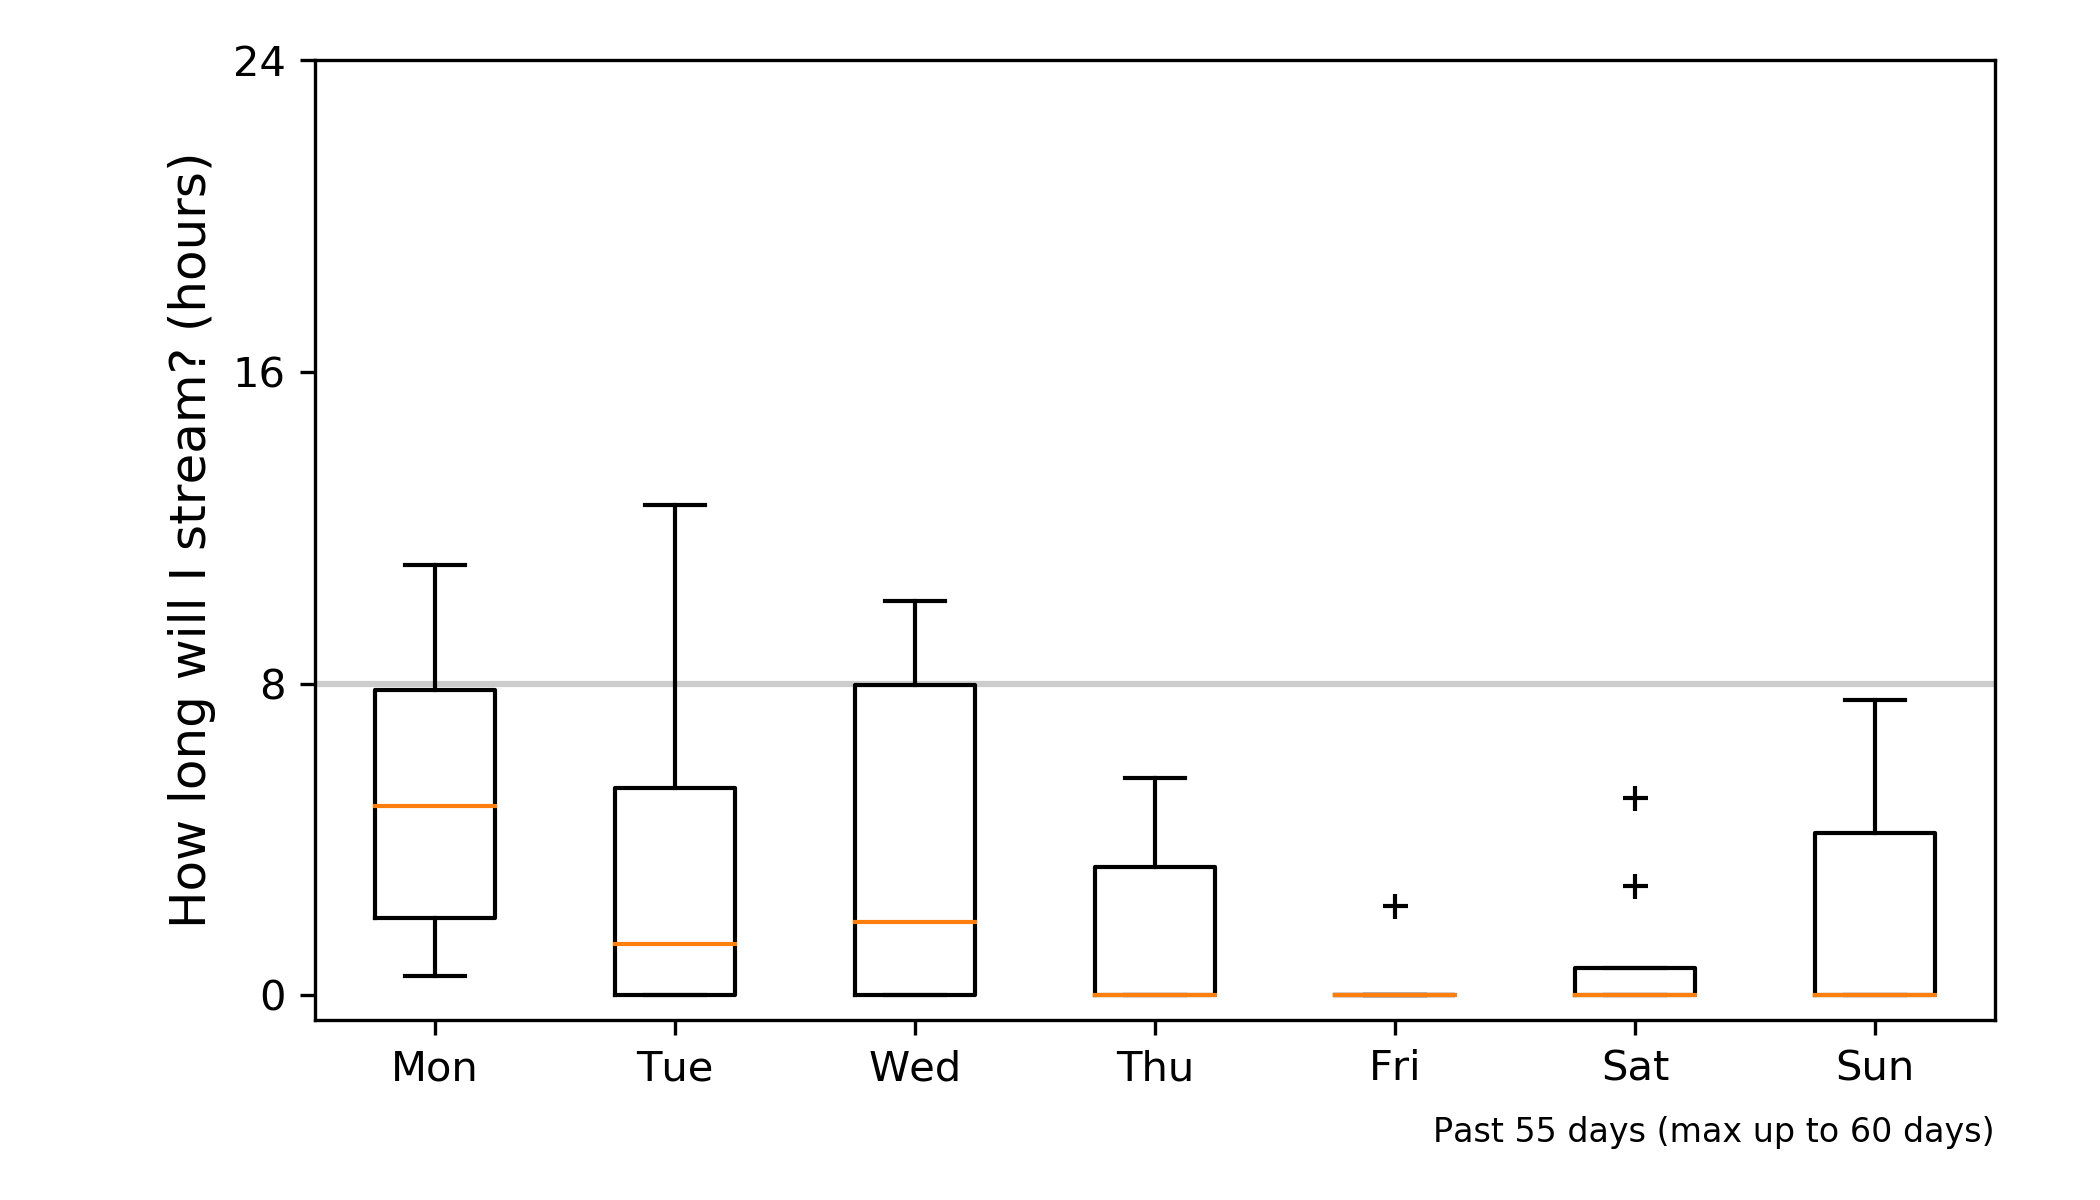 How long will I stream? (hours)
24
16
8
0
Mon Tue Wed Thu Fri Sat Sun
Past 55 days (max up to 60 days)